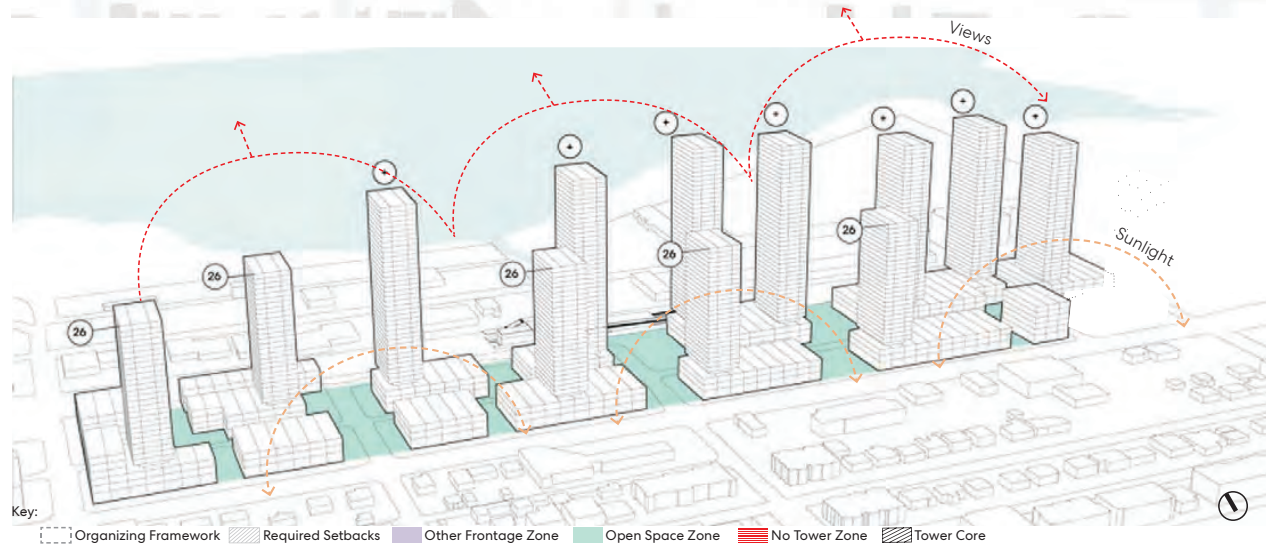 Views
+
+
+
+
+
+
+
Sunlight
26
26
26
26
26
+
Key:
Organizing Framework
Required Setbacks
Other Frontage Zone
Open Space Zone
No Tower Zone
Tower Core